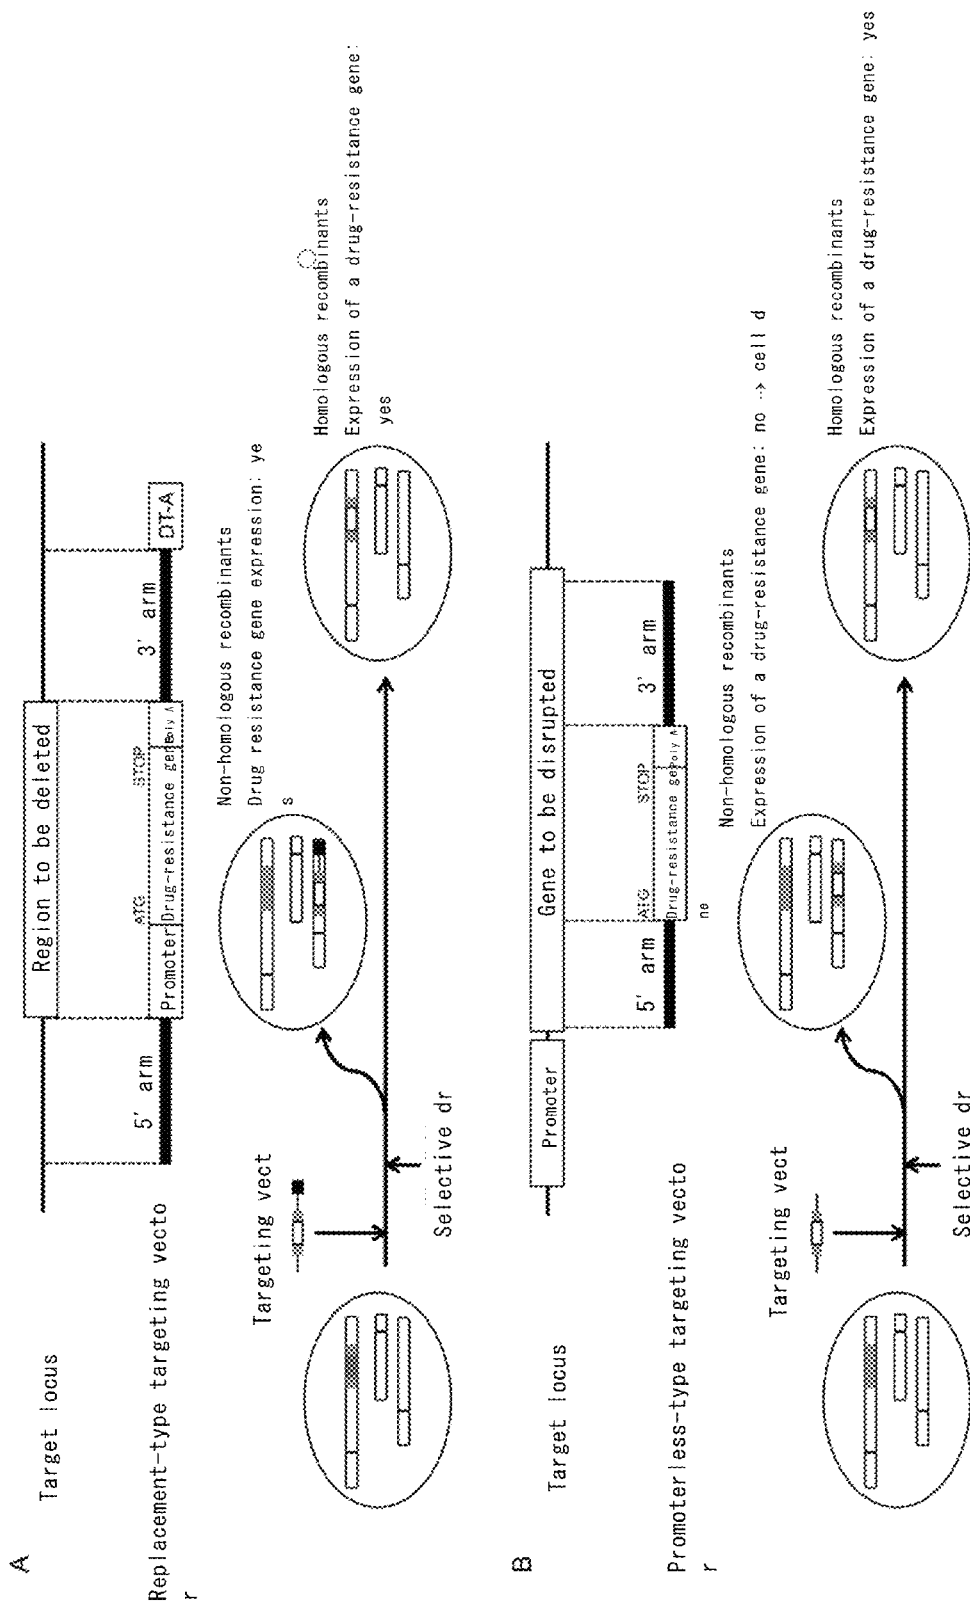 A
Target locus
Region to be deleted
5' arm
ATG
STOP
3' arm
Promoter
Drug-resistance gene
Poly A
DT-A
Replacement-type targeting vecto
r
Targeting vect
Selective dr
Non-homologous recombinants
Drug resistance gene expression: ye
s
Homologous recombinants
Expression of a drug-resistance gene:
yes
B
Target locus
Promoter
Gene to be disrupted
5' arm
ATG
STOP
3' arm
Drug-resistance ge
Poly A
ne
Promoterless-type targeting vecto
r
Targeting vect
Selective dr
Non-homologous recombinants
Expression of a drug-resistance gene: no -> cell d
Homologous recombinants
Expression of a drug-resistance gene: yes